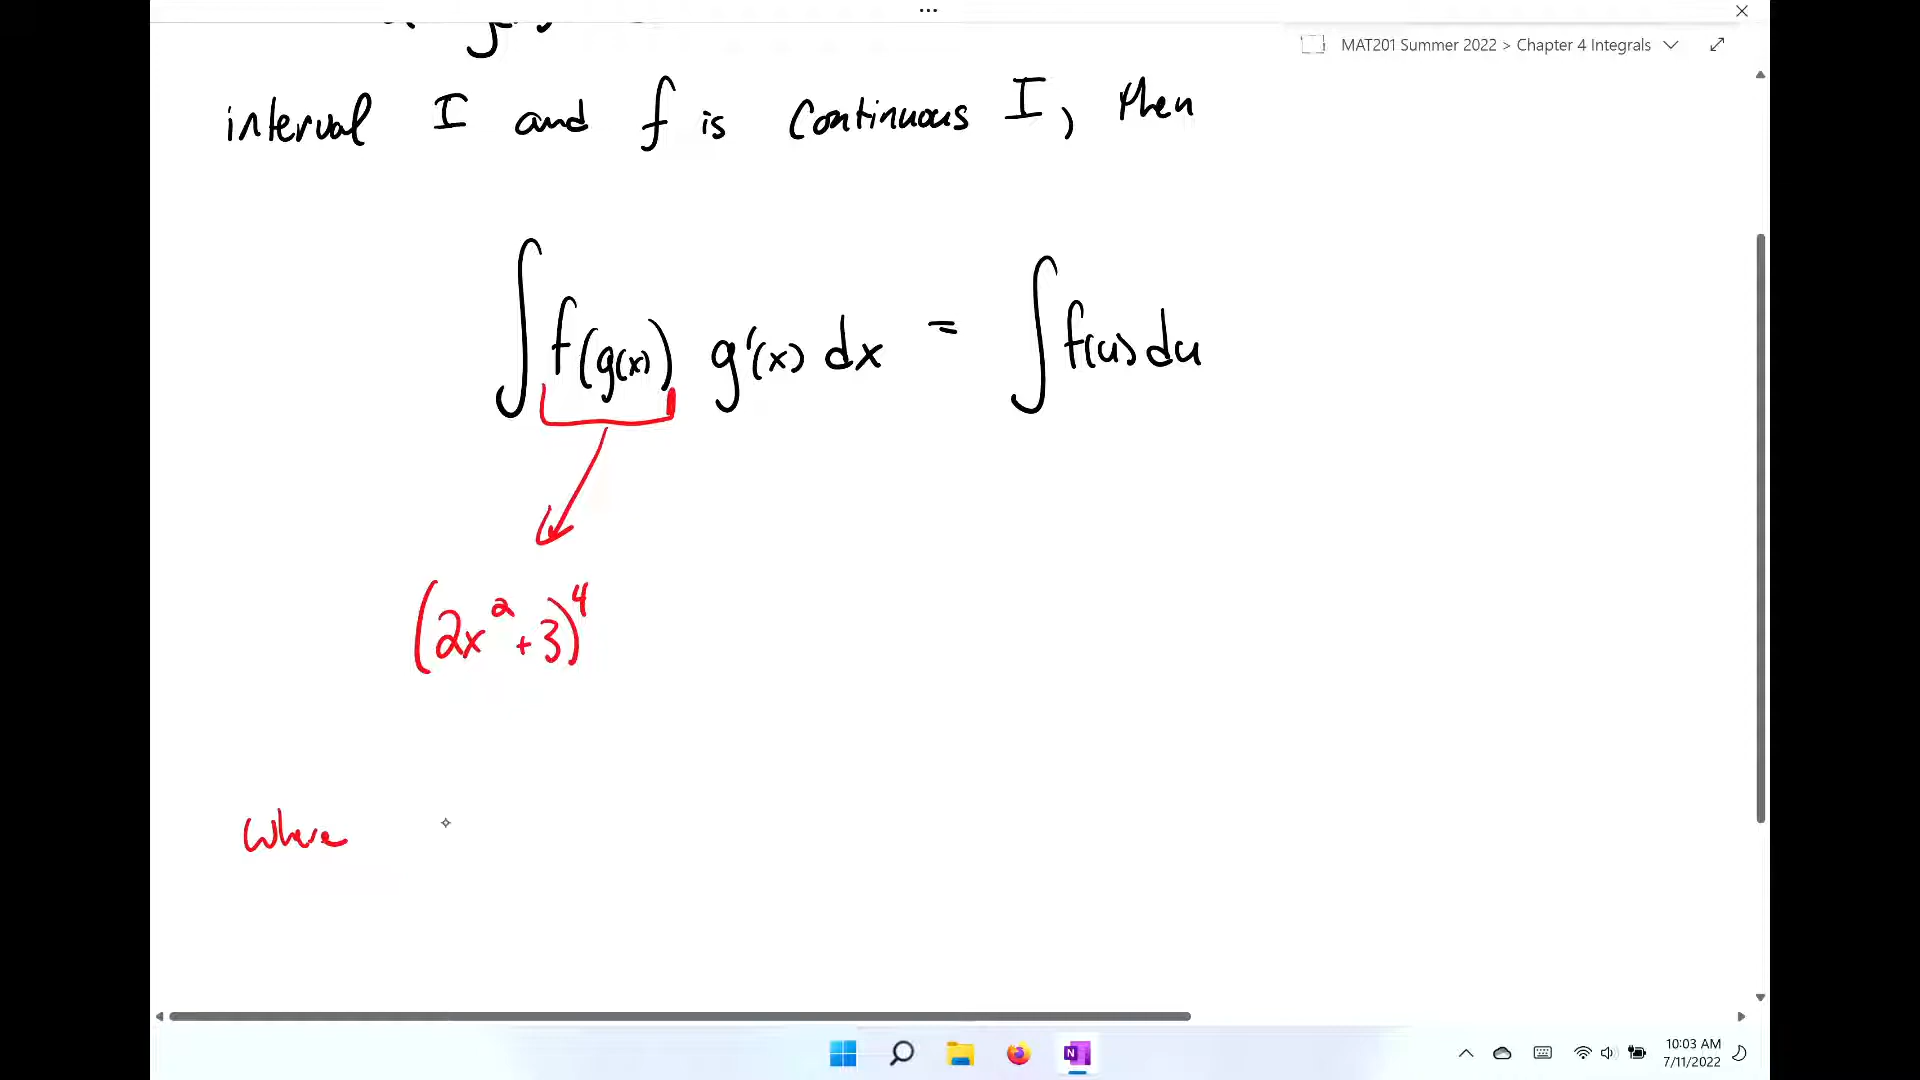 ...
MAT201 Summer 2022 > Chapter 4 Integrals
interval I and f is continuous I, then
∫ f(g(x)) g'(x) dx = ∫ f(u) du
(2x²+3)⁴
where
10:03 AM
7/11/2022